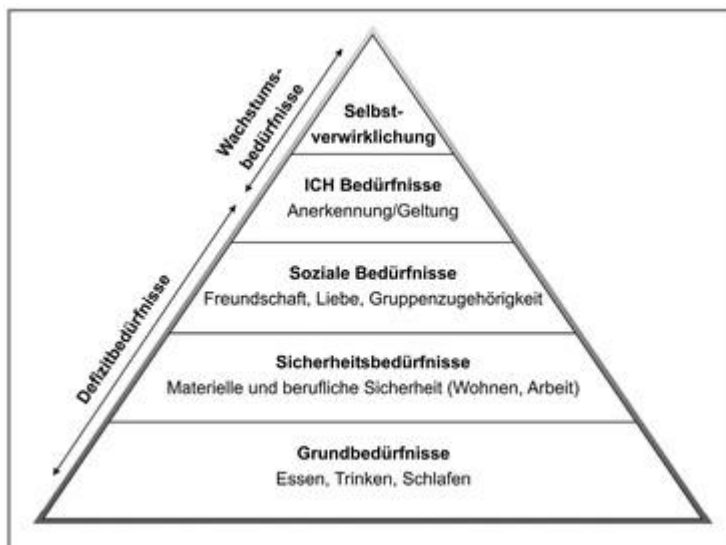 Wachstums-
bedürfnisse
Defizitbedürfnisse
Selbst-
verwirklichung
ICH Bedürfnisse
Anerkennung/Geltung
Soziale Bedürfnisse
Freundschaft, Liebe, Gruppenzugehörigkeit
Sicherheitsbedürfnisse
Materielle und berufliche Sicherheit (Wohnen, Arbeit)
Grundbedürfnisse
Essen, Trinken, Schlafen